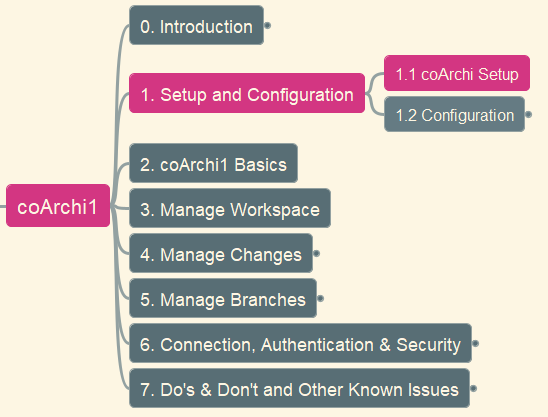 0. Introduction
1. Setup and Configuration
1.1 coArchi Setup
1.2 Configuration
coArchi1
2. coArchi1 Basics
3. Manage Workspace
4. Manage Changes
5. Manage Branches
6. Connection, Authentication & Security
7. Do's & Don't and Other Known Issues